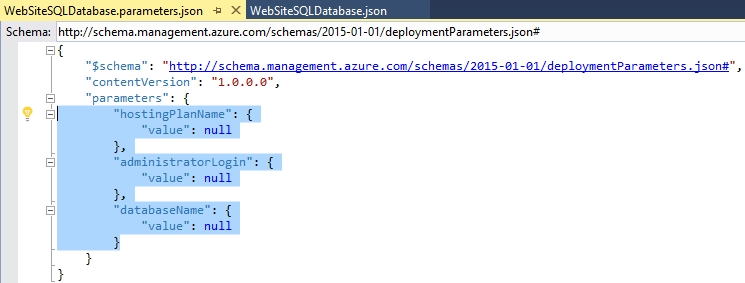 WebSiteSQLDatabase.parameters.json WebSiteSQLDatabase.json
Schema: http://schema.management.azure.com/schemas/2015-01-01/deploymentParameters.json#
{
"$schema": "http://schema.management.azure.com/schemas/2015-01-01/deploymentParameters.json#",
"contentVersion": "1.0.0.0",
"parameters": {
"hostingPlanName": {
"value": null
},
"administratorLogin": {
"value": null
},
"databaseName": {
"value": null
}
}
}